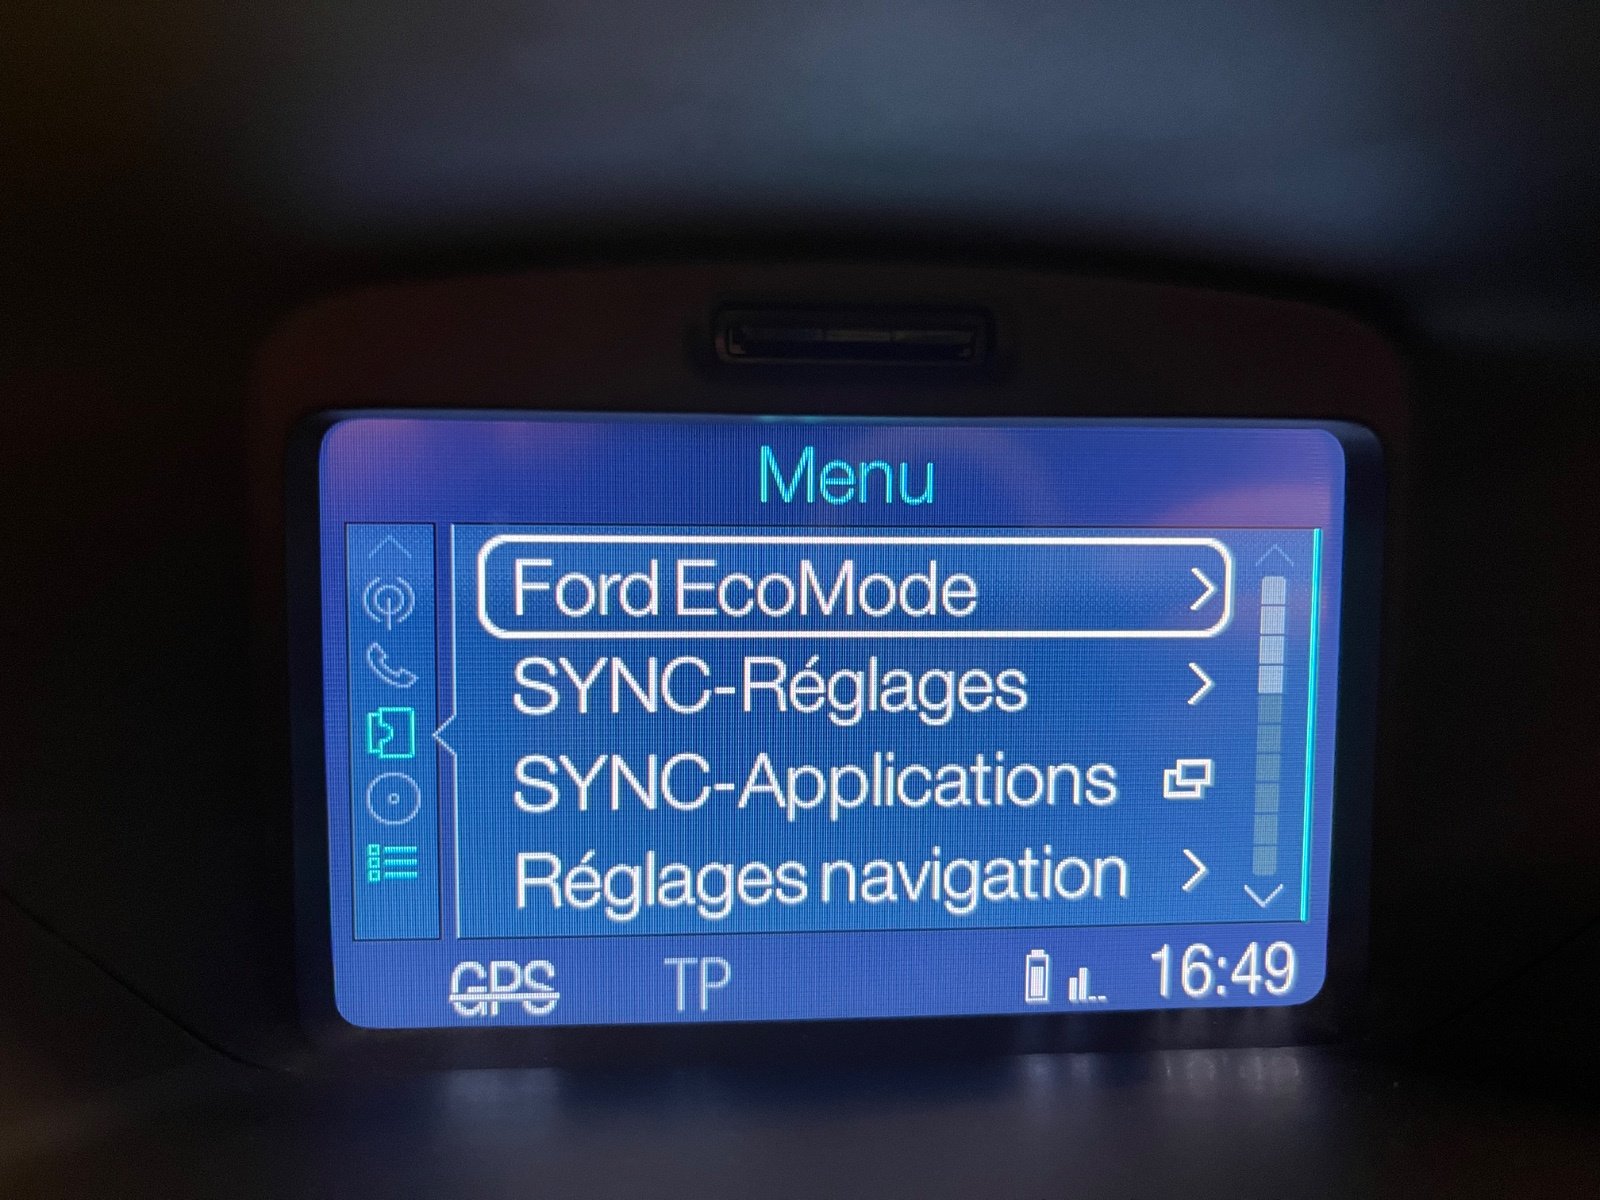 Menu
Ford EcoMode
SYNC-Réglages
SYNC-Applications
Réglages navigation
GPS TP 16:49